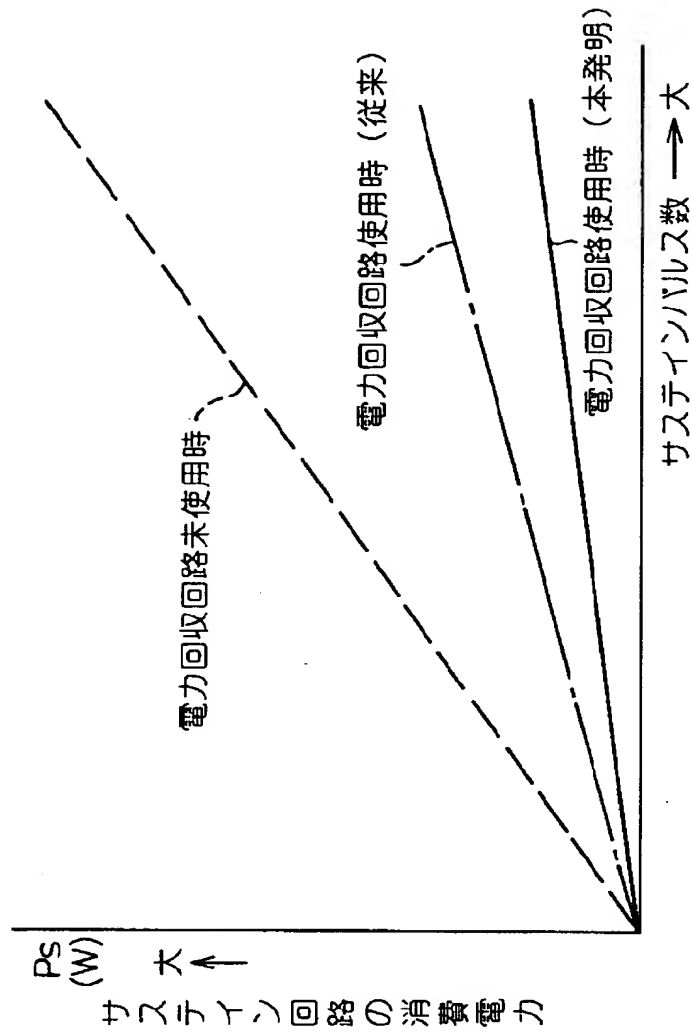 Ps
(W)
大
サスティン回路の消費電力
電力回収回路未使用時
電力回収回路使用時（従来）
電力回収回路使用時（本発明）
サスティンパルス数 → 大